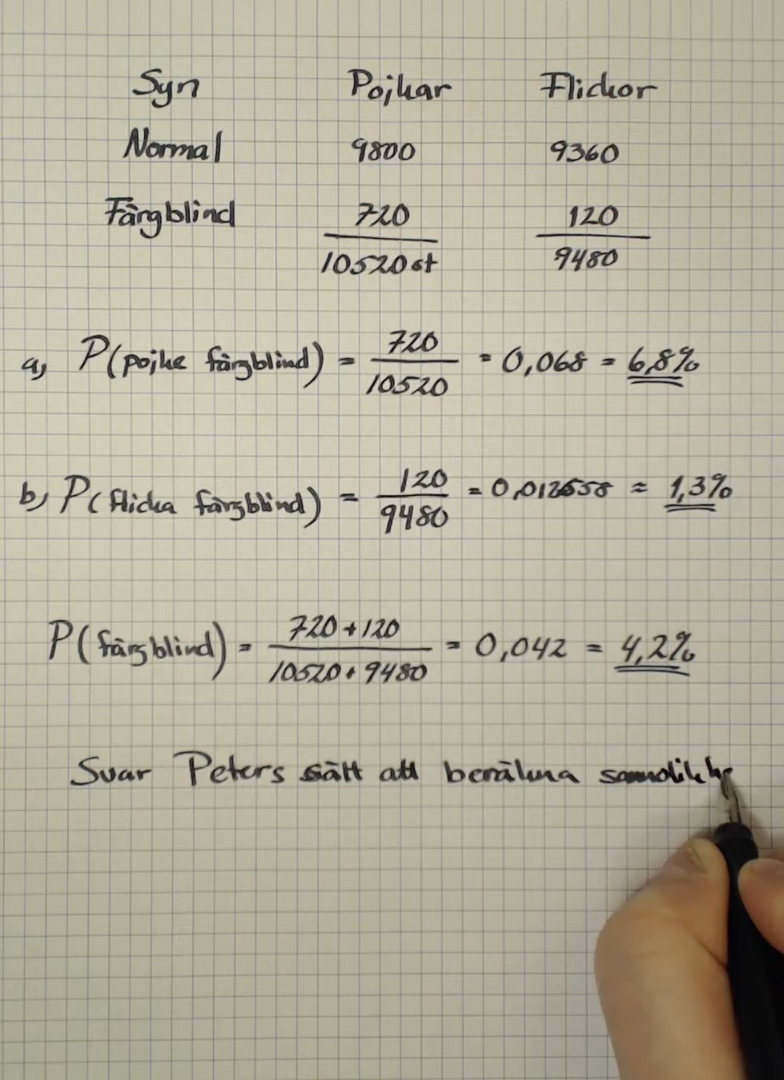 Syn Pojkar Flickor
Normal 9800 9360
Färgblind 720 120
10520 st 9480
a) P(pojke färgblind) = 720/10520 = 0,068 = 6,8%
b) P(flicka färgblind) = 120/9480 = 0,012658 ≈ 1,3%
P(färgblind) = 720+120/10520+9480 = 0,042 = 4,2%
Svar Peters sätt att beräkna